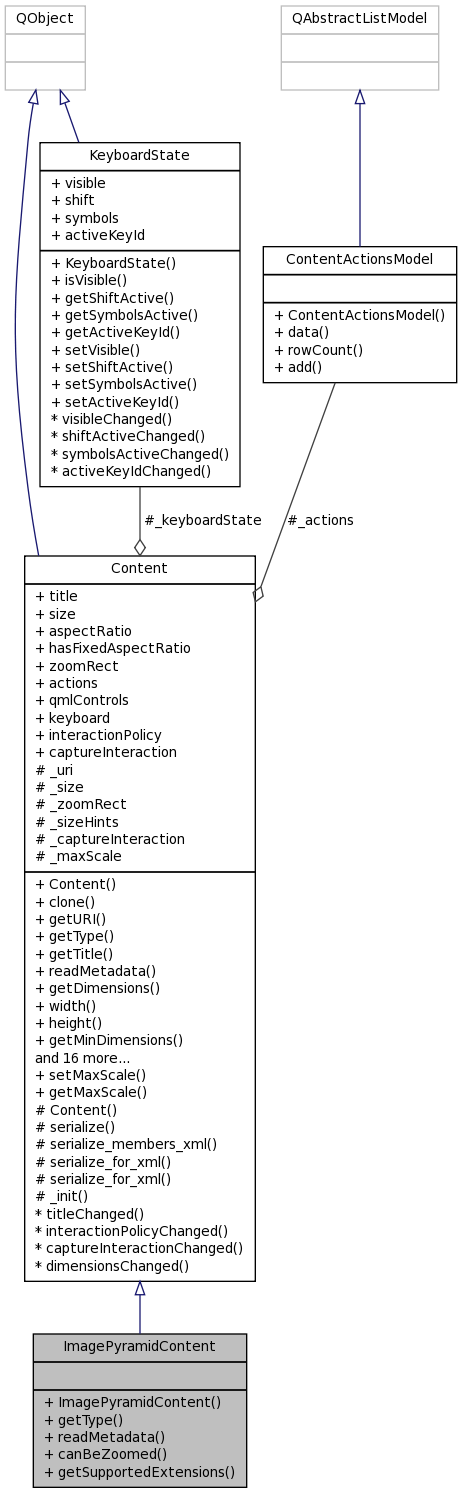 QObject
QAbstractListModel
KeyboardState
+ visible
+ shift
+ symbols
+ activeKeyId
+ KeyboardState()
+ isVisible()
+ getShiftActive()
+ getSymbolsActive()
+ getActiveKeyId()
+ setVisible()
+ setShiftActive()
+ setSymbolsActive()
+ setActiveKeyId()
* visibleChanged()
* shiftActiveChanged()
* symbolsActiveChanged()
* activeKeyIdChanged()
ContentActionsModel
+ ContentActionsModel()
+ data()
+ rowCount()
+ add()
#_keyboardState
#_actions
Content
+ title
+ size
+ aspectRatio
+ hasFixedAspectRatio
+ zoomRect
+ actions
+ qmlControls
+ keyboard
+ interactionPolicy
+ captureInteraction
# _uri
# _size
# _zoomRect
# _sizeHints
# _captureInteraction
# _maxScale
+ Content()
+ clone()
+ getURI()
+ getType()
+ getTitle()
+ readMetadata()
+ getDimensions()
+ width()
+ height()
+ getMinDimensions()
and 16 more...
+ setMaxScale()
+ getMaxScale()
# Content()
# serialize()
# serialize_members_xml()
# serialize_for_xml()
# serialize_for_xml()
# _init()
* titleChanged()
* interactionPolicyChanged()
* captureInteractionChanged()
* dimensionsChanged()
ImagePyramidContent
+ ImagePyramidContent()
+ getType()
+ readMetadata()
+ canBeZoomed()
+ getSupportedExtensions()